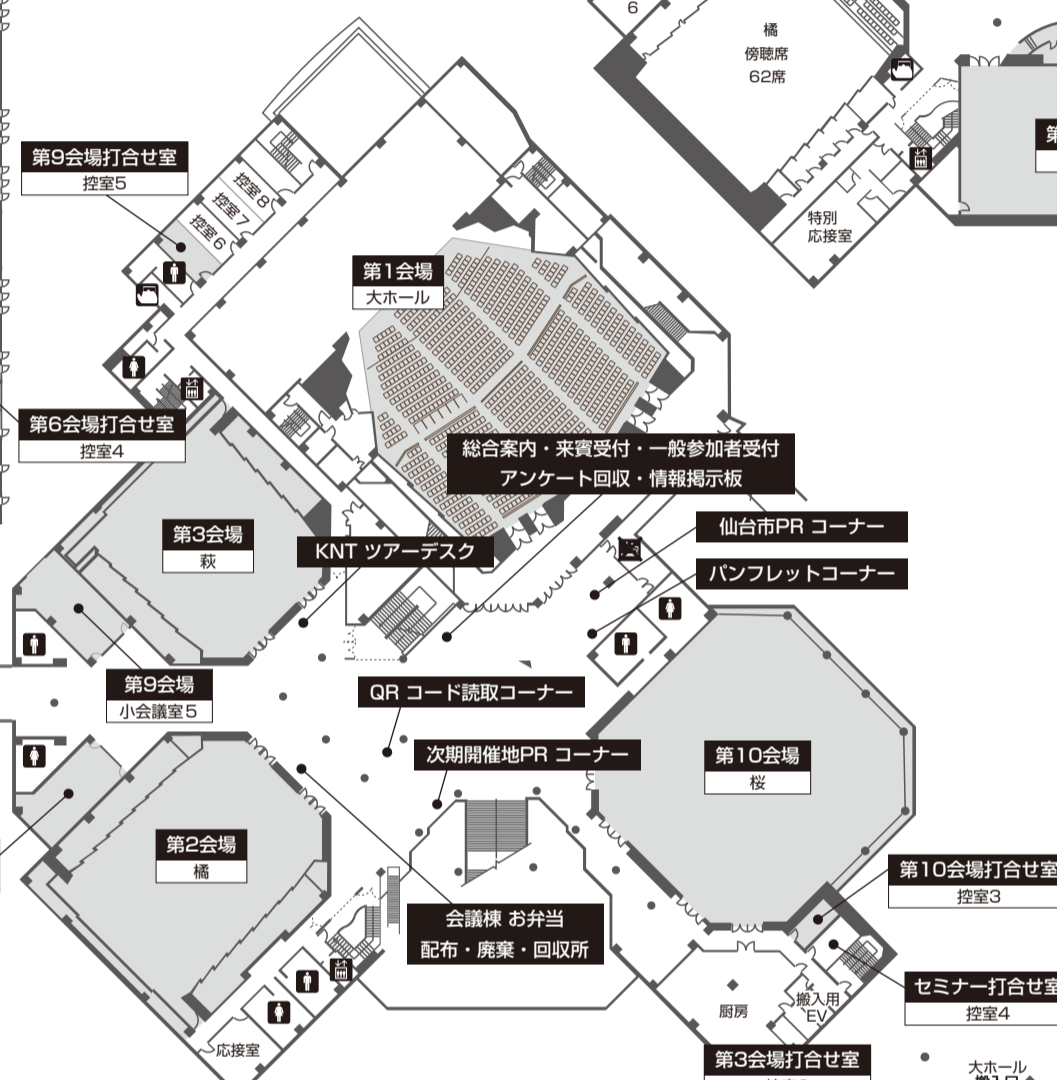 6
橘
傍聴席
62席
第
第9会場打合せ室
控室5
控室8
控室7
控室6
特別
応接室
第1会場
大ホール
第6会場打合せ室
控室4
総合案内・来賓受付・一般参加者受付
アンケート回収・情報掲示板
第3会場
萩
KNT ツアーデスク
仙台市PR コーナー
パンフレットコーナー
第9会場
小会議室5
QR コード読取コーナー
次期開催地PR コーナー
第10会場
桜
第2会場
橘
第10会場打合せ室
控室3
会議棟 お弁当
配布・廃棄・回収所
セミナー打合せ室
控室4
厨房
搬入用
EV
応接室
第3会場打合せ室
大ホール